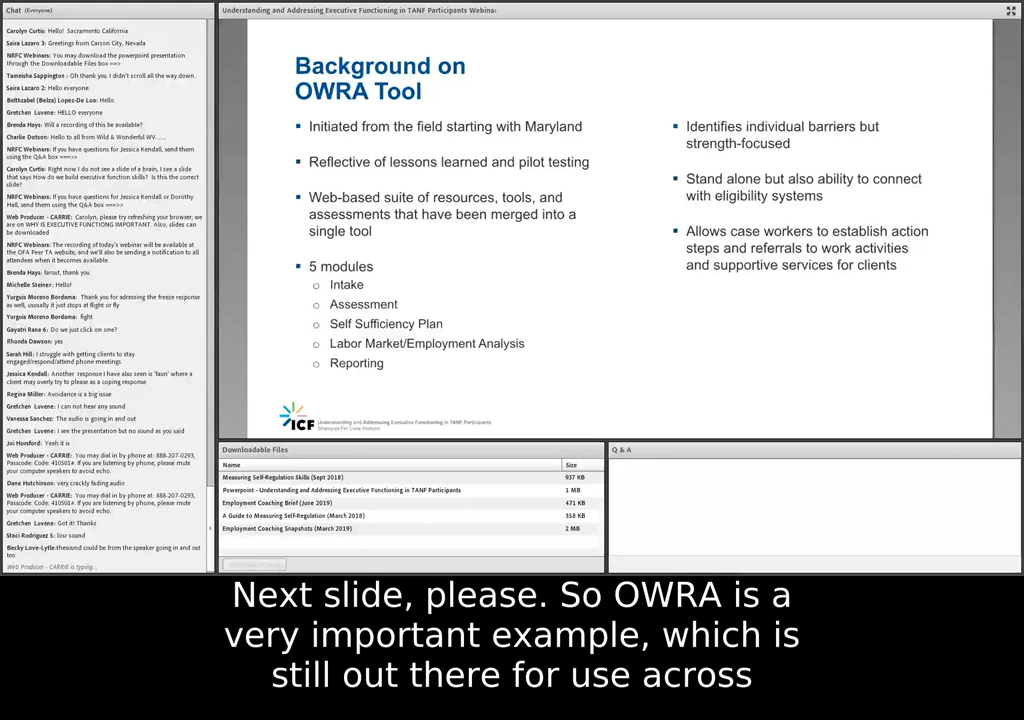 Chat (Everyone)
Carolyn Curtis: Hello! Sacramento California
Saira Lazaro 3: Greetings from Carson City, Nevada
NRFC Webinars: You may download the powerpoint presentation
through the Downloadable Files box ==>
Tameisha Sappington : Oh thank you. I didn't scroll all the way down.
Saira Lazaro 2: Hello everyone
Belthzabel (Belza) Lopez-De Loa: Hello
Gretchen Luvene: HELLO everyone
Brenda Hays: Will a recording of this be available?
Charlie Dotson: Hello to all from Wild & Wonderful WV......
NRFC Webinars: If you have questions for Jessica Kendall, send them
using the Q&A box ===>>
Carolyn Curtis: Right now I do not see a slide of a brain, I see a slide
that says How do we build executive function skills? Is this the correct
slide?
NRFC Webinars: If you have questions for Jessica Kendall or Dorothy
Hall, send them using the Q&A box ===>>
Web Producer - CARRIE: Carolyn, please try refreshing your browser; we
are on WHY IS EXECUTIVE FUNCTIONG IMPORTANT. Also, slides can
be downloaded
NRFC Webinars: The recording of today's webinar will be available at
the OFA Peer TA website, and we'll also be sending a notification to all
attendees when it becomes available.
Brenda Hays: farout, thank you
Michelle Steiner: Hello!
Yurguis Moreno Bordama: Thank you for adressing the freeze response
as well, ususally it just stops at flight or fly
Yurguis Moreno Bordama: fight
Gayatri Rana 6: Do we just click on one?
Rhonda Dawson: yes
Sarah Hill: I struggle with getting clients to stay
engaged/respond/attend phone meetings
Jessica Kendall: Another response I have also seen is 'faun' where a
client may overly try to please as a coping response
Regina Miller: Avoidance is a big issue
Gretchen Luvene: I can not hear any sound
Vanessa Sanchez: The audio is going in and out
Gretchen Luvene: I see the presentation but no sound as you said
Joi Horsford: Yeah it is
Web Producer - CARRIE: You may dial in by phone at: 888-207-0293,
Passcode: Code: 410501#. If you are listening by phone, please mute
your computer speakers to avoid echo.
Dane Hutchinson: very crackly fading audio
Web Producer - CARRIE: You may dial in by phone at: 888-207-0293,
Passcode: Code: 410501#. If you are listening by phone, please mute
your computer speakers to avoid echo.
Gretchen Luvene: Got it! Thanks
Staci Rodriguez 5: losr sound
Becky Love-Lytle:thesound could be from the speaker going in and out
too
Web Producer - CARRIE is typing...
Understanding and Addressing Executive Functioning in TANF Participants Webinar
Background on
OWRA Tool
Initiated from the field starting with Maryland
Reflective of lessons learned and pilot testing
Web-based suite of resources, tools, and
assessments that have been merged into a
single tool
5 modules
Intake
Assessment
Self Sufficiency Plan
Labor Market/Employment Analysis
Reporting
Identifies individual barriers but
strength-focused
Stand alone but also ability to connect
with eligibility systems
Allows case workers to establish action
steps and referrals to work activities
and supportive services for clients
ICF
Understanding and Addressing Executive Functioning in TANF Participants
Strategies For Case Workers
Downloadable Files
Name Size
Measuring Self-Regulation Skills (Sept 2018) 937 KB
Powerpoint - Understanding and Addressing Executive Functioning in TANF Participants 1 MB
Employment Coaching Brief (June 2019) 471 KB
A Guide to Measuring Self-Regulation (March 2018) 358 KB
Employment Coaching Snapshots (March 2019) 2 MB
Q & A
Next slide, please. So OWRA is a
very important example, which is
still out there for use across